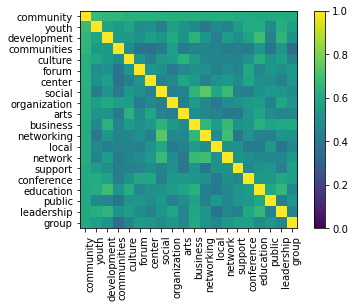 community
youth
development
communities
culture
forum
center
social
organization
arts
business
networking
local
network
support
conference
education
public
leadership
group
community
youth
development
communities
culture
forum
center
social
organization
arts
business
networking
local
network
support
conference
education
public
leadership
group
1.0
0.8
0.6
0.4
0.2
0.0